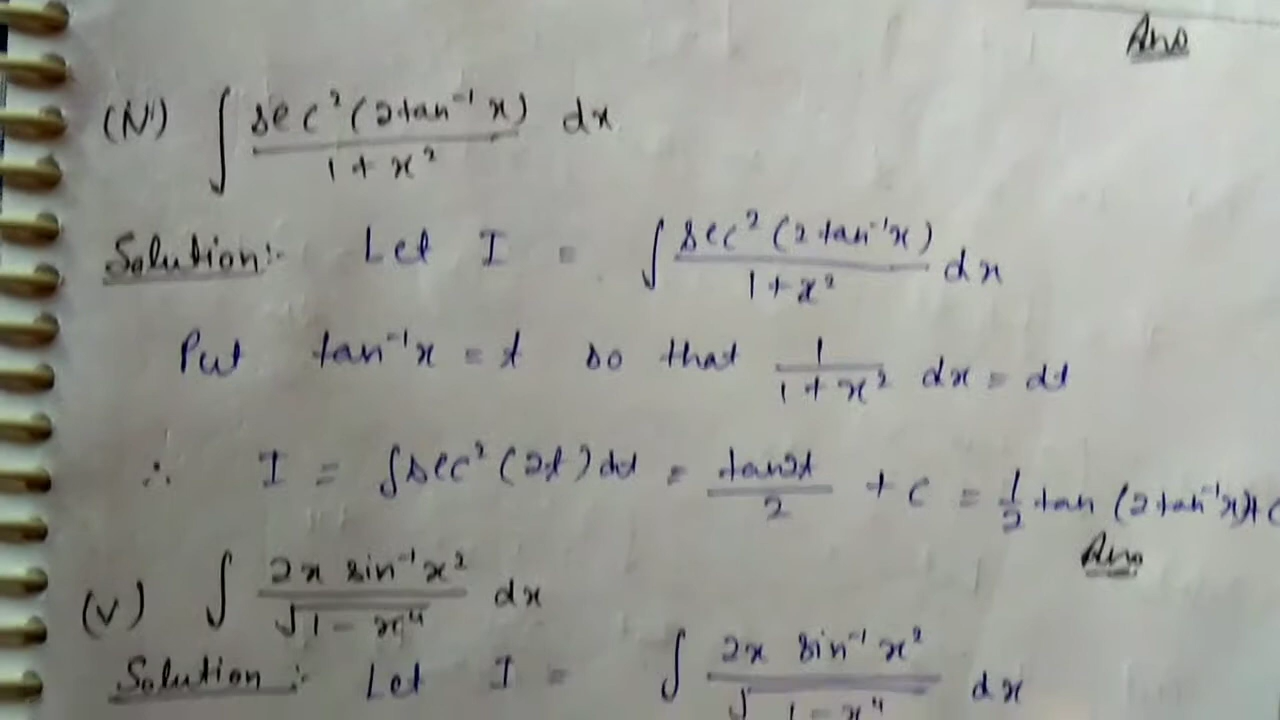 Ans
(iv) ∫ sec²(2tan⁻¹x) / 1+x² dx
Solution:- Let I = ∫ sec²(2tan⁻¹x) / 1+x² dx
Put tan⁻¹x = t so that 1 / 1+x² dx = dt
∴ I = ∫sec²(2t)dt = tan2t / 2 + c = 1/2 tan (2tan⁻¹x)+c
Ans
(v) ∫ 2x sin⁻¹x² / √1-x⁴ dx
Solution:- Let I = ∫ 2x sin⁻¹x² / √1-x⁴ dx